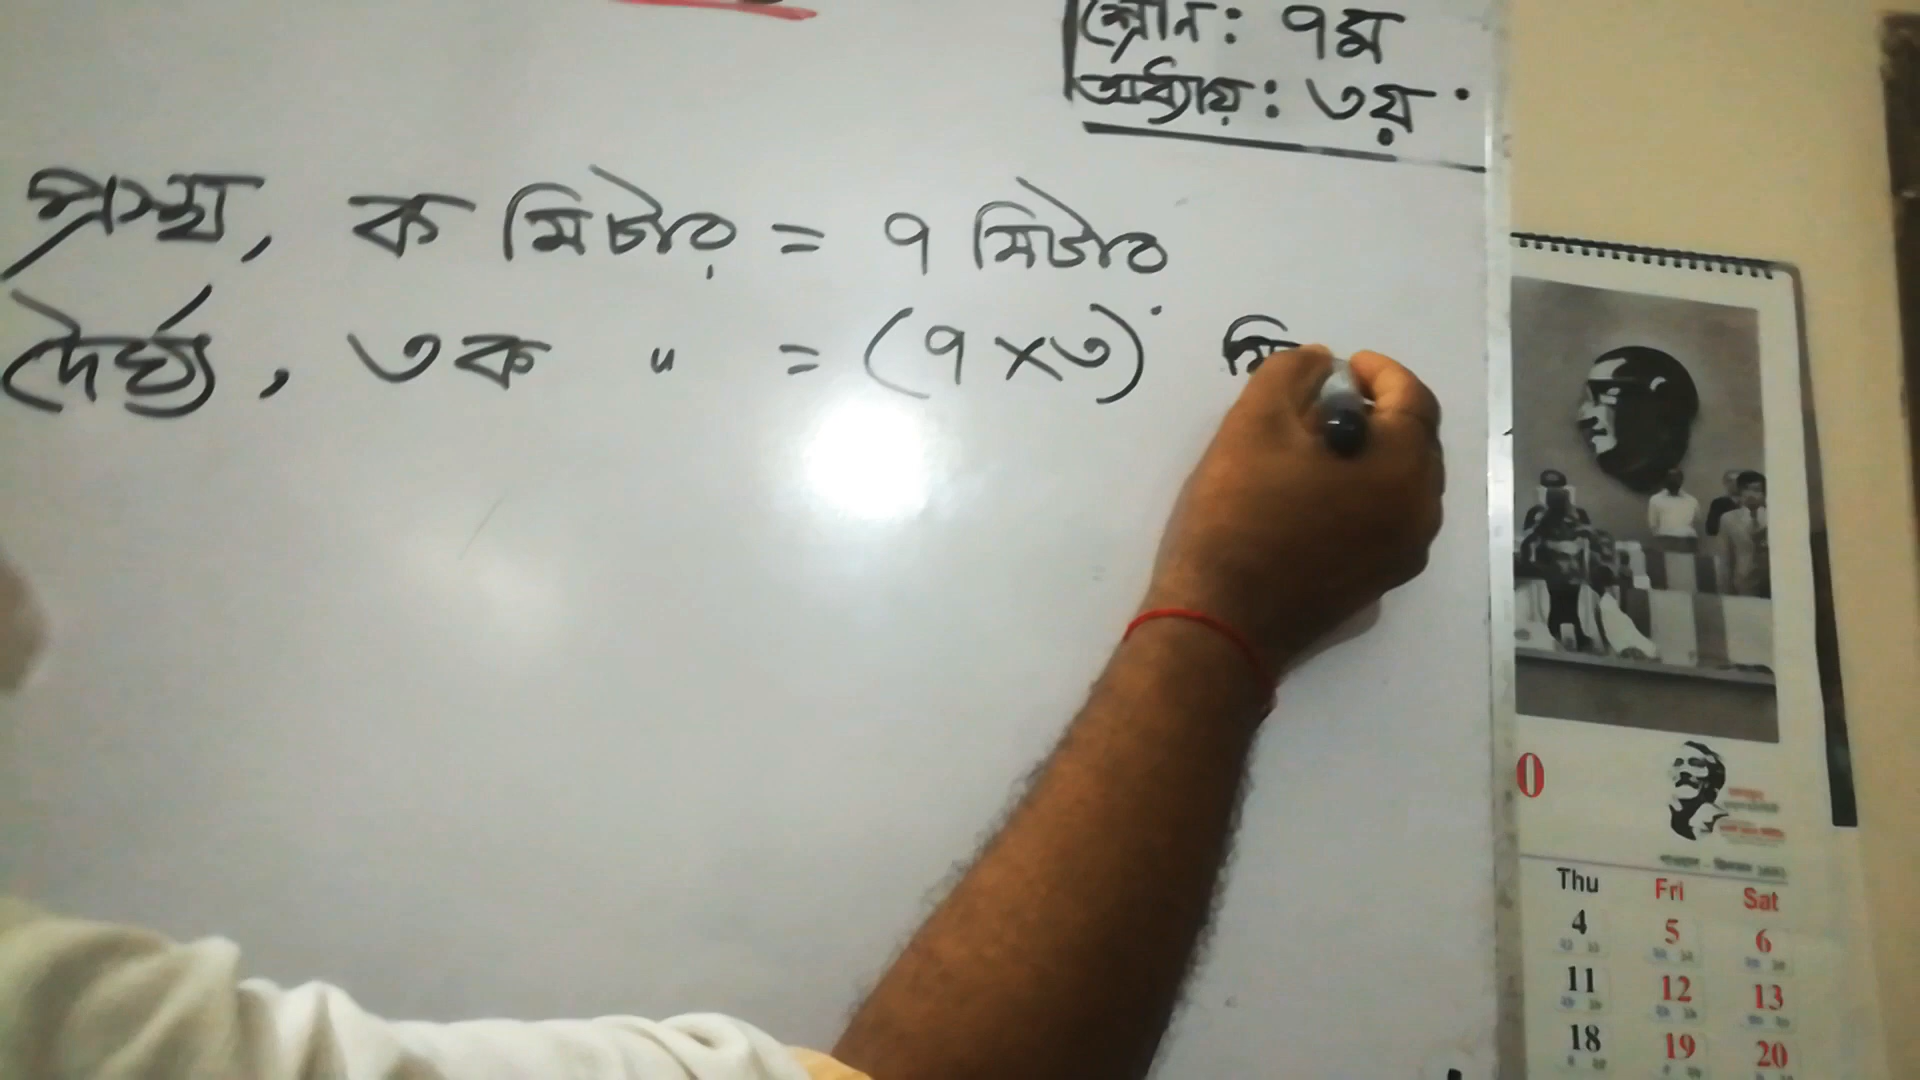 শ্রেনি: ৭ম
অধ্যায়: ৩য়
প্রস্থ, ক মিটার = ৭ মিটার
দৈর্ঘ্য, ৩ক " = (৭×৩) মি
0
Thu Fri Sat
4 5 6
11 12 13
18 19 20